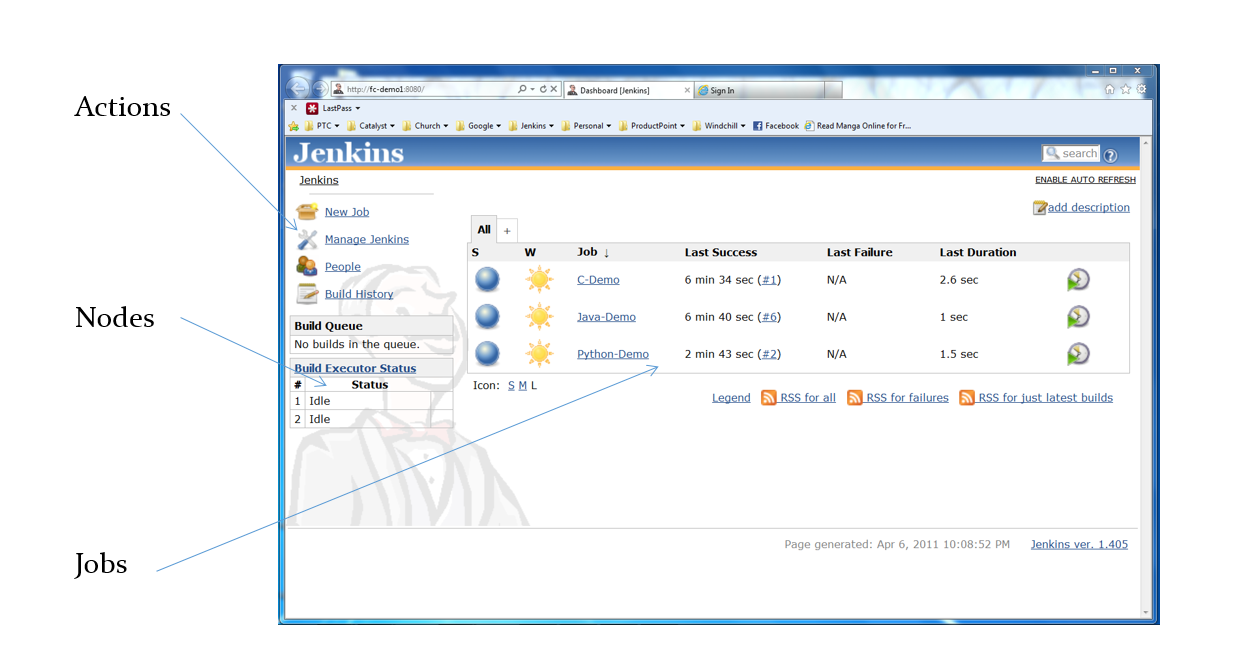 Actions
Nodes
Jobs
http://fc-demo1:8080/
Dashboard [Jenkins]
Sign In
LastPass
PTC Catalyst Church Google Jenkins Personal ProductPoint Windchill Facebook Read Manga Online for Fr...
Jenkins
search
Jenkins
ENABLE AUTO REFRESH
New Job
Manage Jenkins
People
Build History
add description
Build Queue
No builds in the queue.
Build Executor Status
# Status
1 Idle
2 Idle
All +
S W Job ↓ Last Success Last Failure Last Duration
C-Demo 6 min 34 sec (#1) N/A 2.6 sec
Java-Demo 6 min 40 sec (#6) N/A 1 sec
Python-Demo 2 min 43 sec (#2) N/A 1.5 sec
Icon: S M L
Legend RSS for all RSS for failures RSS for just latest builds
Page generated: Apr 6, 2011 10:08:52 PM Jenkins ver. 1.405